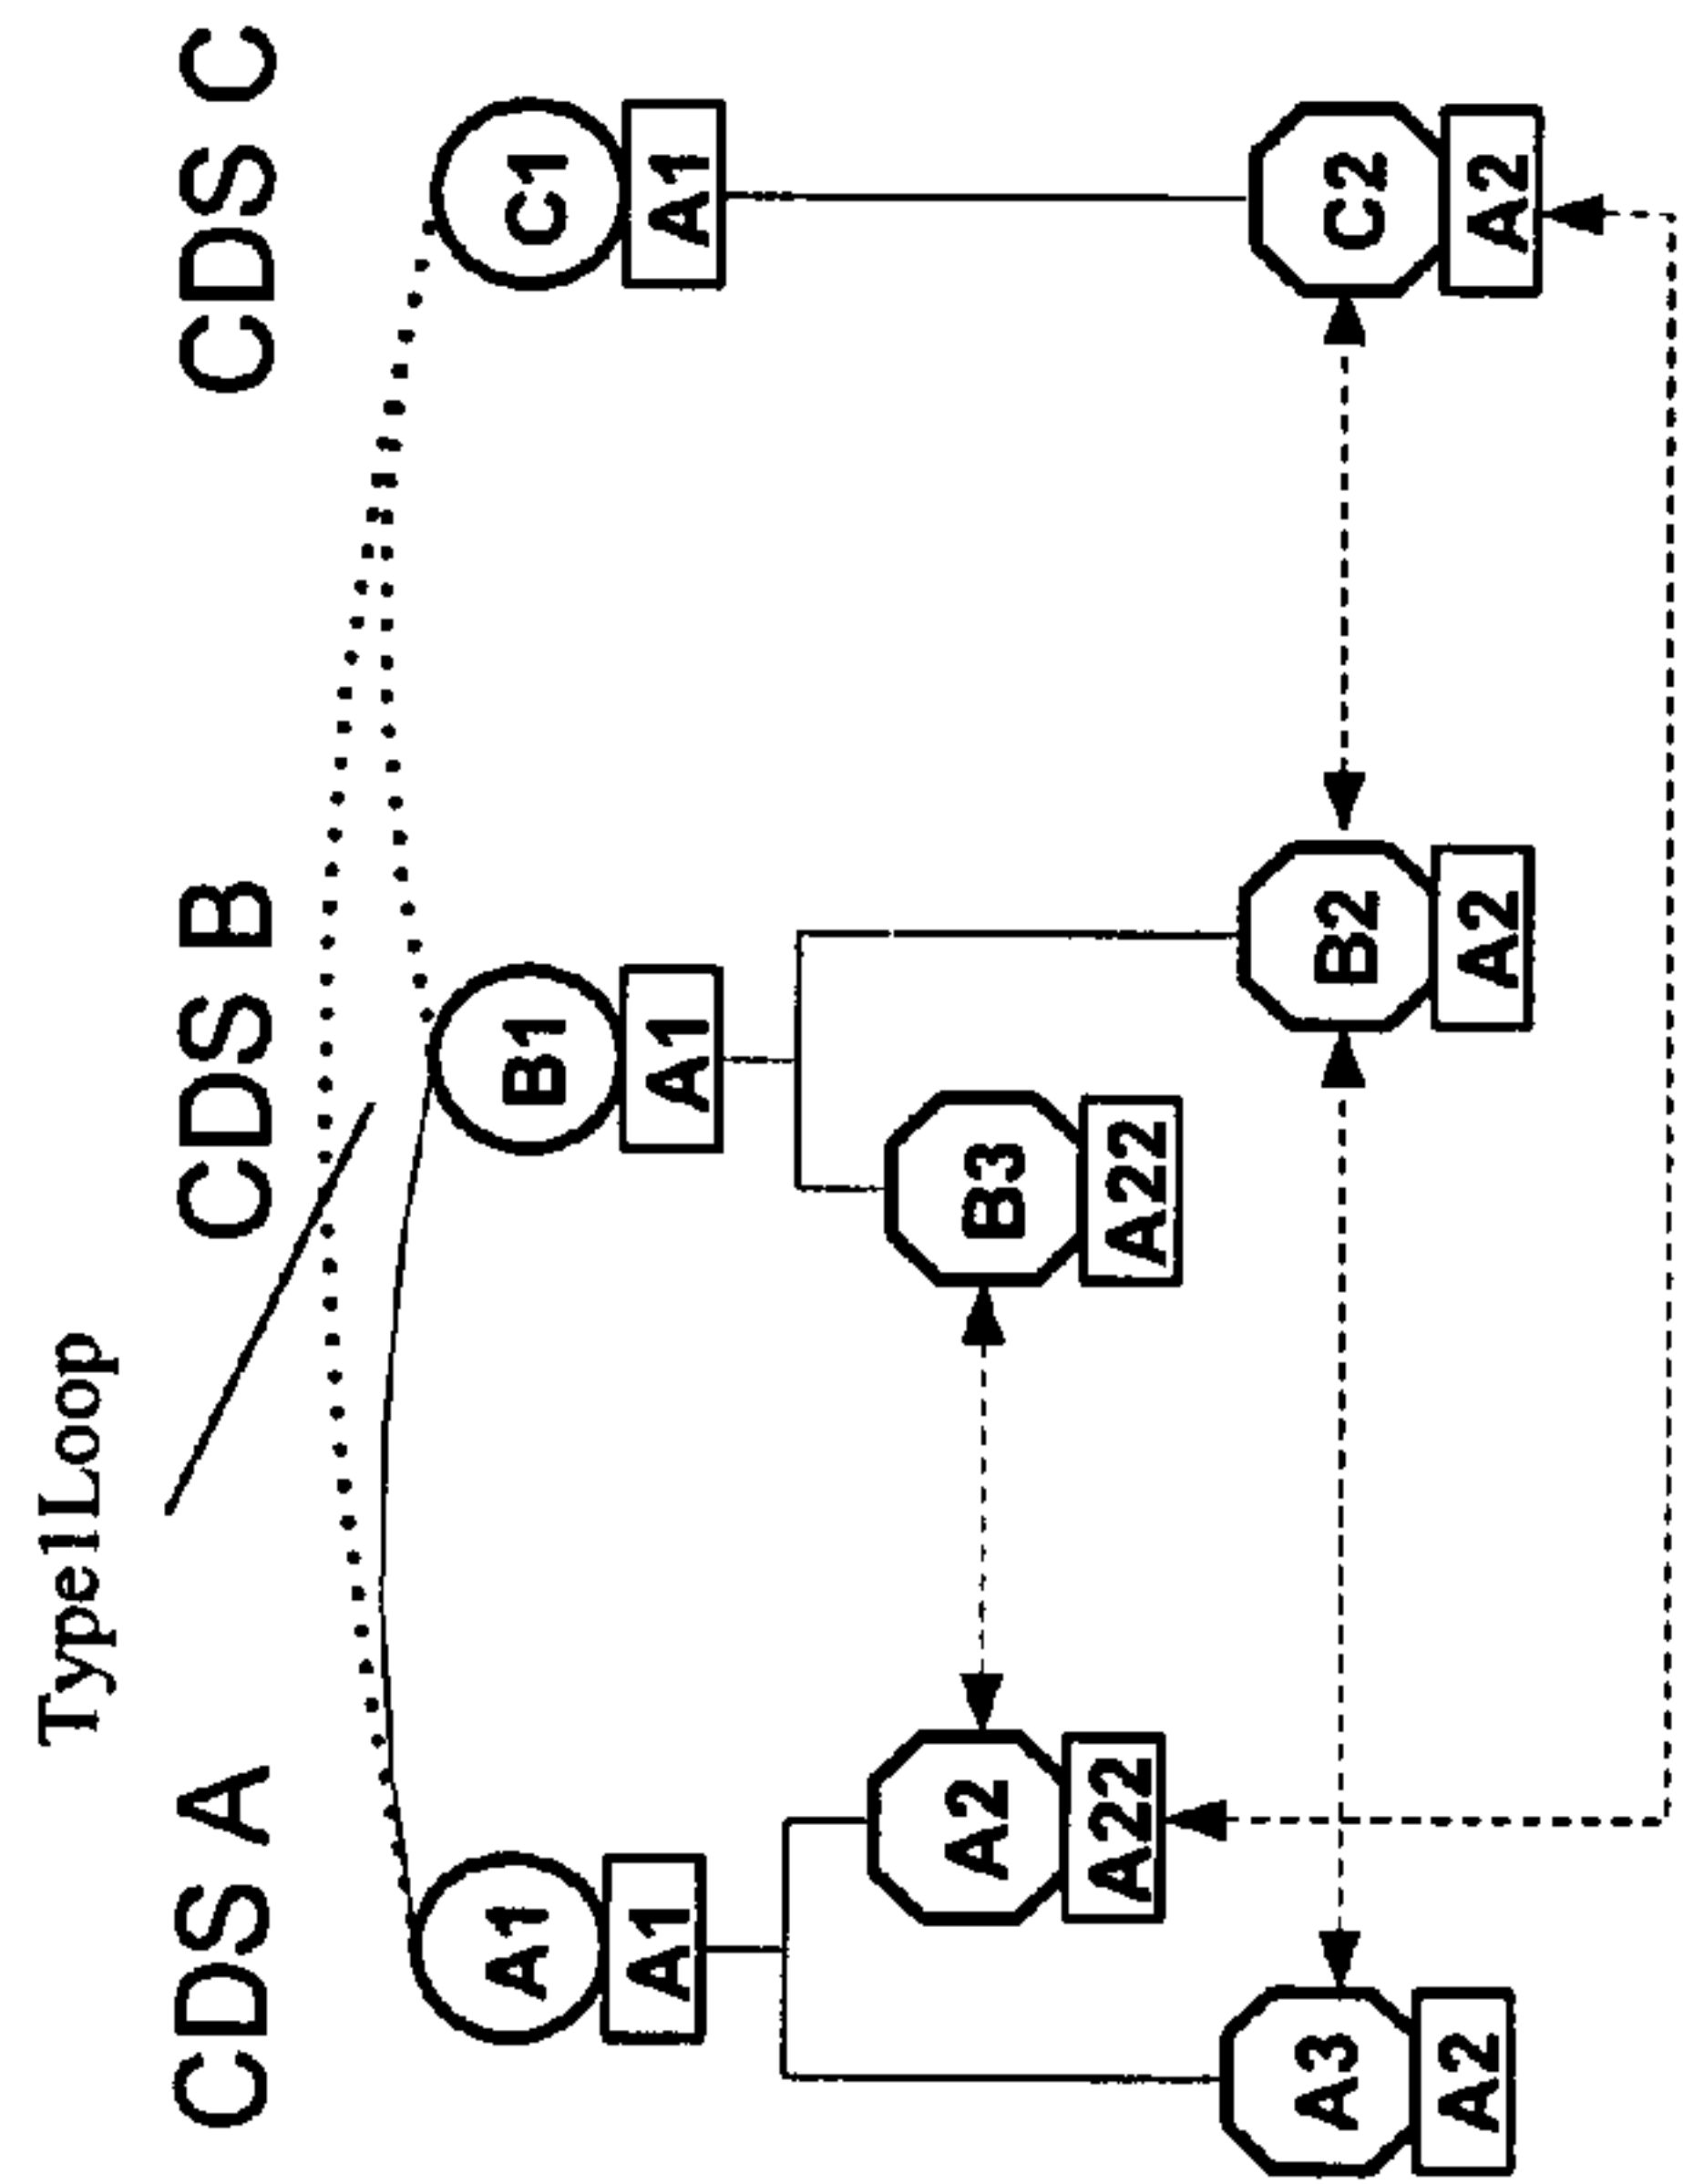 Type1Loop
CDS A CDS B CDS C
A1 B1 C1
A1 A1 A1
A2 B3
A22 A22
A3 B2 C2
A2 A2 A2